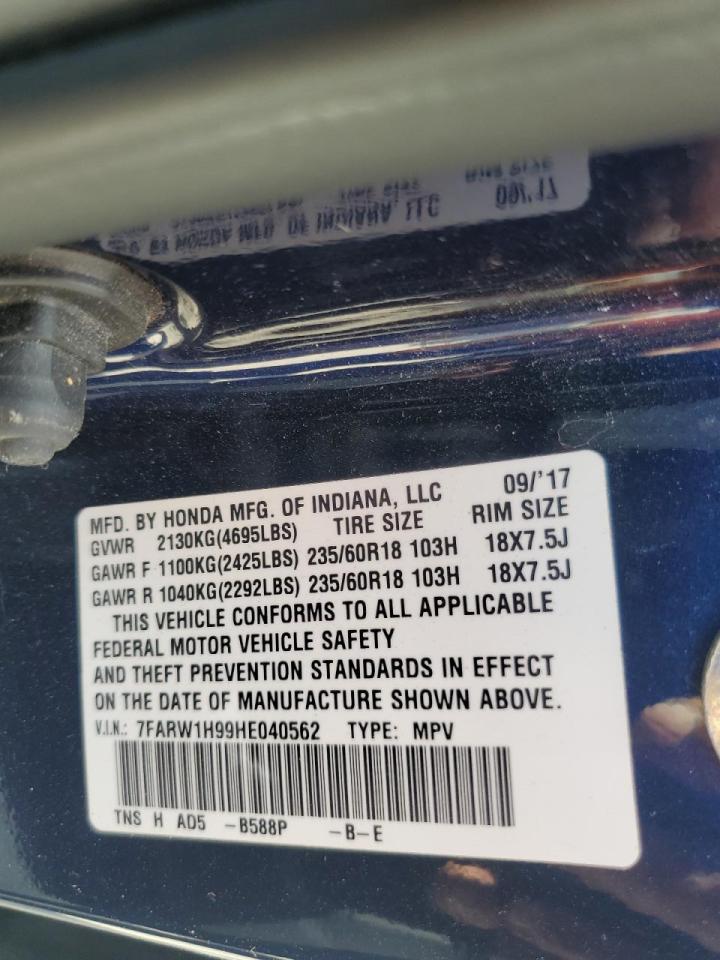 MFD. BY HONDA MFG. OF INDIANA, LLC 09/'17
GVWR 2130KG(4695LBS) TIRE SIZE RIM SIZE
GAWR F 1100KG(2425LBS) 235/60R18 103H 18X7.5J
GAWR R 1040KG(2292LBS) 235/60R18 103H 18X7.5J
THIS VEHICLE CONFORMS TO ALL APPLICABLE
FEDERAL MOTOR VEHICLE SAFETY
AND THEFT PREVENTION STANDARDS IN EFFECT
ON THE DATE OF MANUFACTURE SHOWN ABOVE.
V.I.N.: 7FARW1H99HE040562 TYPE: MPV
TNS H AD5 -B588P -B-E